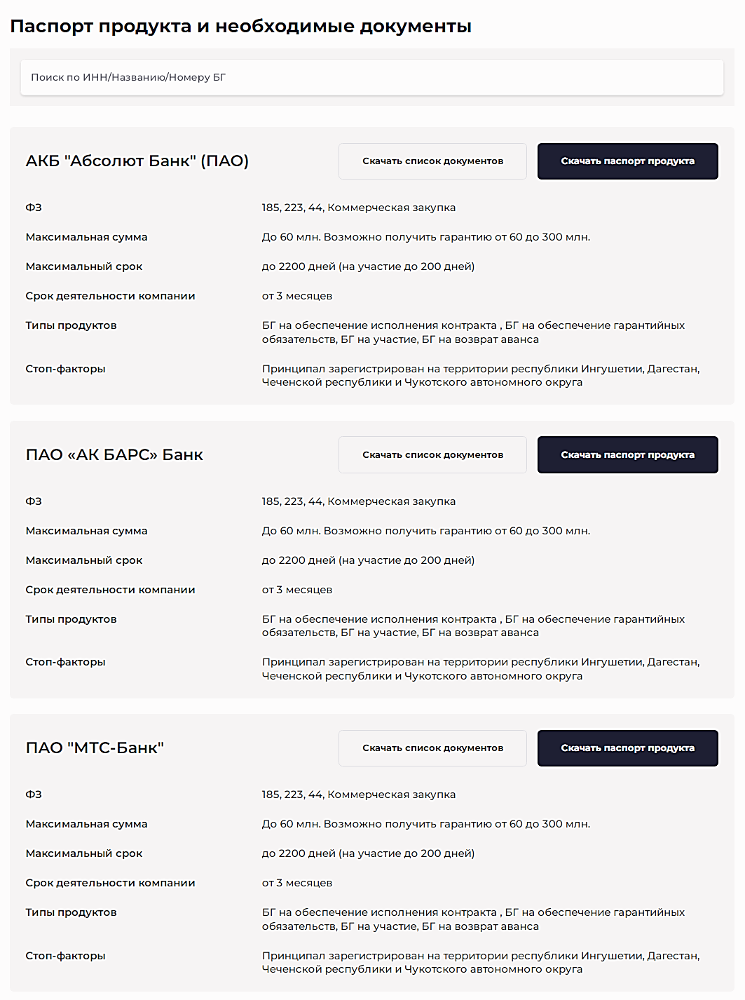 Паспорт продукта и необходимые документы
Поиск по ИНН/Названию/Номеру БГ
АКБ "Абсолют Банк" (ПАО)
Скачать список документов
Скачать паспорт продукта
ФЗ
185, 223, 44, Коммерческая закупка
Максимальная сумма
До 60 млн. Возможно получить гарантию от 60 до 300 млн.
Максимальный срок
до 2200 дней (на участие до 200 дней)
Срок деятельности компании
от 3 месяцев
Типы продуктов
БГ на обеспечение исполнения контракта , БГ на обеспечение гарантийных
обязательств, БГ на участие, БГ на возврат аванса
Стоп-факторы
Принципал зарегистрирован на территории республики Ингушетии, Дагестан,
Чеченской республики и Чукотского автономного округа
ПАО «АК БАРС» Банк
Скачать список документов
Скачать паспорт продукта
ФЗ
185, 223, 44, Коммерческая закупка
Максимальная сумма
До 60 млн. Возможно получить гарантию от 60 до 300 млн.
Максимальный срок
до 2200 дней (на участие до 200 дней)
Срок деятельности компании
от 3 месяцев
Типы продуктов
БГ на обеспечение исполнения контракта , БГ на обеспечение гарантийных
обязательств, БГ на участие, БГ на возврат аванса
Стоп-факторы
Принципал зарегистрирован на территории республики Ингушетии, Дагестан,
Чеченской республики и Чукотского автономного округа
ПАО "МТС-Банк"
Скачать список документов
Скачать паспорт продукта
ФЗ
185, 223, 44, Коммерческая закупка
Максимальная сумма
До 60 млн. Возможно получить гарантию от 60 до 300 млн.
Максимальный срок
до 2200 дней (на участие до 200 дней)
Срок деятельности компании
от 3 месяцев
Типы продуктов
БГ на обеспечение исполнения контракта , БГ на обеспечение гарантийных
обязательств, БГ на участие, БГ на возврат аванса
Стоп-факторы
Принципал зарегистрирован на территории республики Ингушетии, Дагестан,
Чеченской республики и Чукотского автономного округа